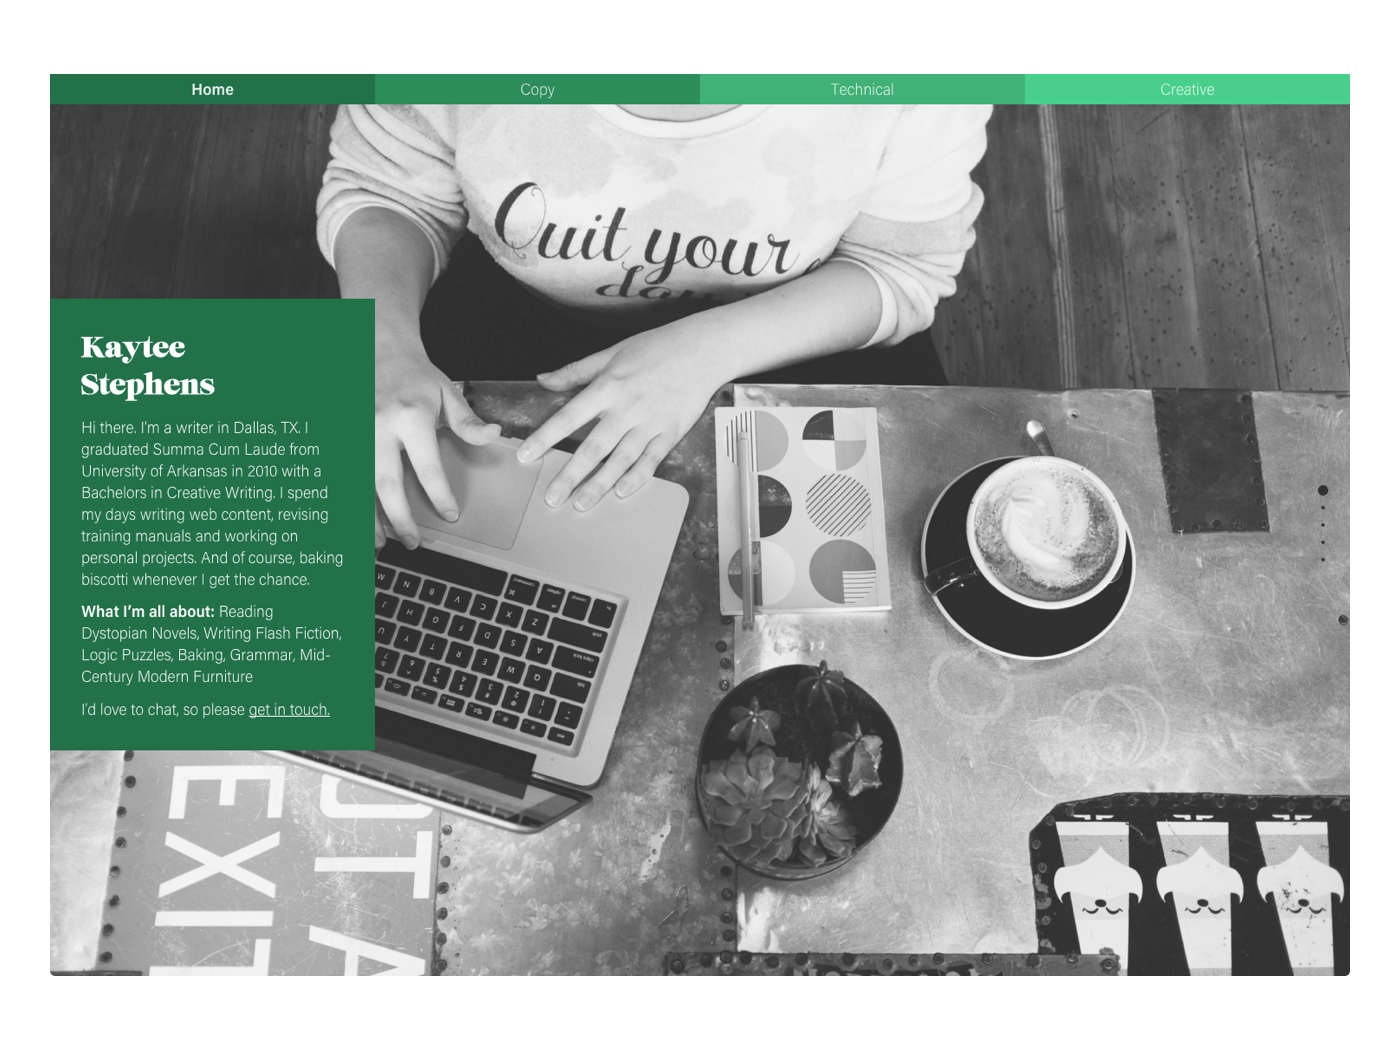 Home
Copy
Technical
Creative
Quit your
day
Kaytee
Stephens
Hi there. I'm a writer in Dallas, TX. I
graduated Summa Cum Laude from
University of Arkansas in 2010 with a
Bachelors in Creative Writing. I spend
my days writing web content, revising
training manuals and working on
personal projects. And of course, baking
biscotti whenever I get the chance.
What I'm all about: Reading
Dystopian Novels, Writing Flash Fiction,
Logic Puzzles, Baking, Grammar, Mid-
Century Modern Furniture
I'd love to chat, so please get in touch.
EXIT